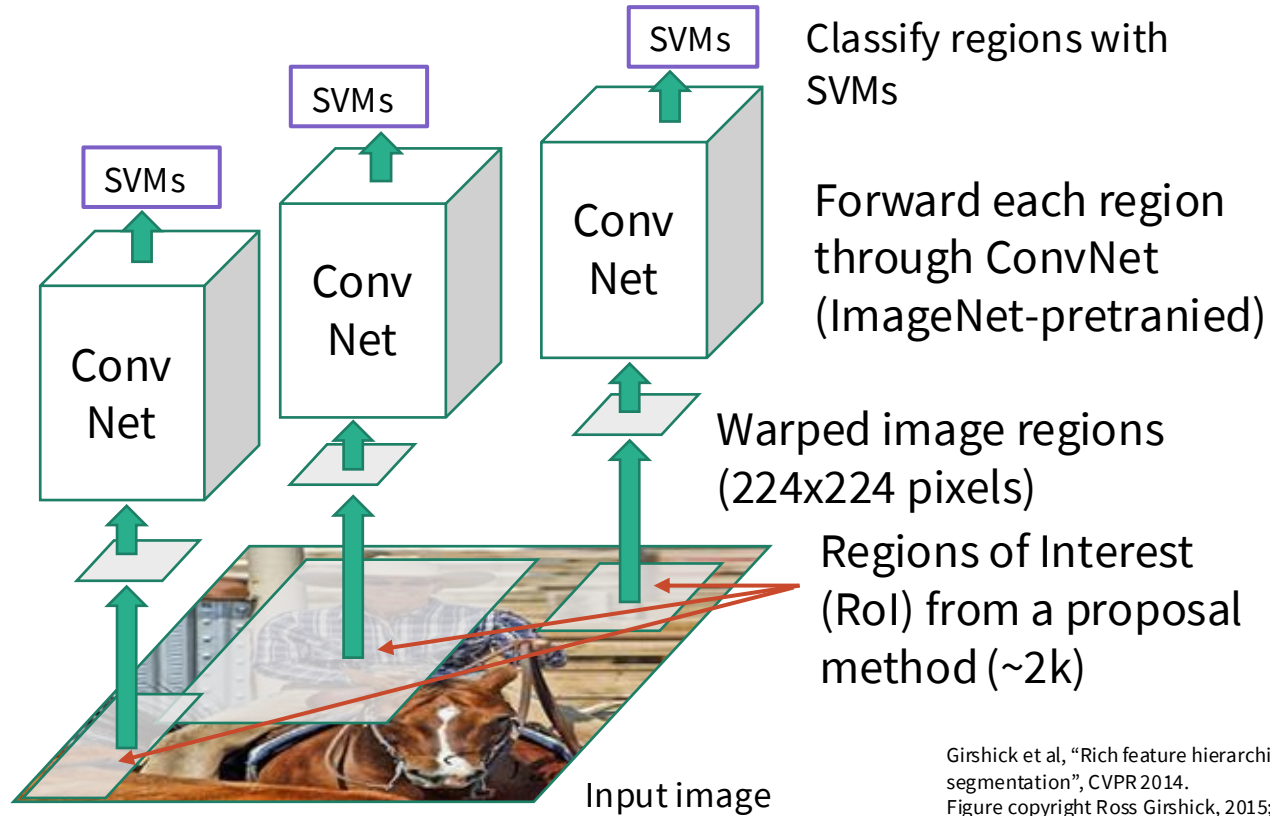 SVMs
Classify regions with
SVMs
SVMs
SVMs
Conv
Net
Conv
Net
Conv
Net
Forward each region
through ConvNet
(ImageNet-pretranied)
Warped image regions
(224x224 pixels)
Regions of Interest
(RoI) from a proposal
method (~2k)
Input image
Girshick et al, “Rich feature hierarchi
segmentation”, CVPR 2014.
Figure copyright Ross Girshick, 2015;